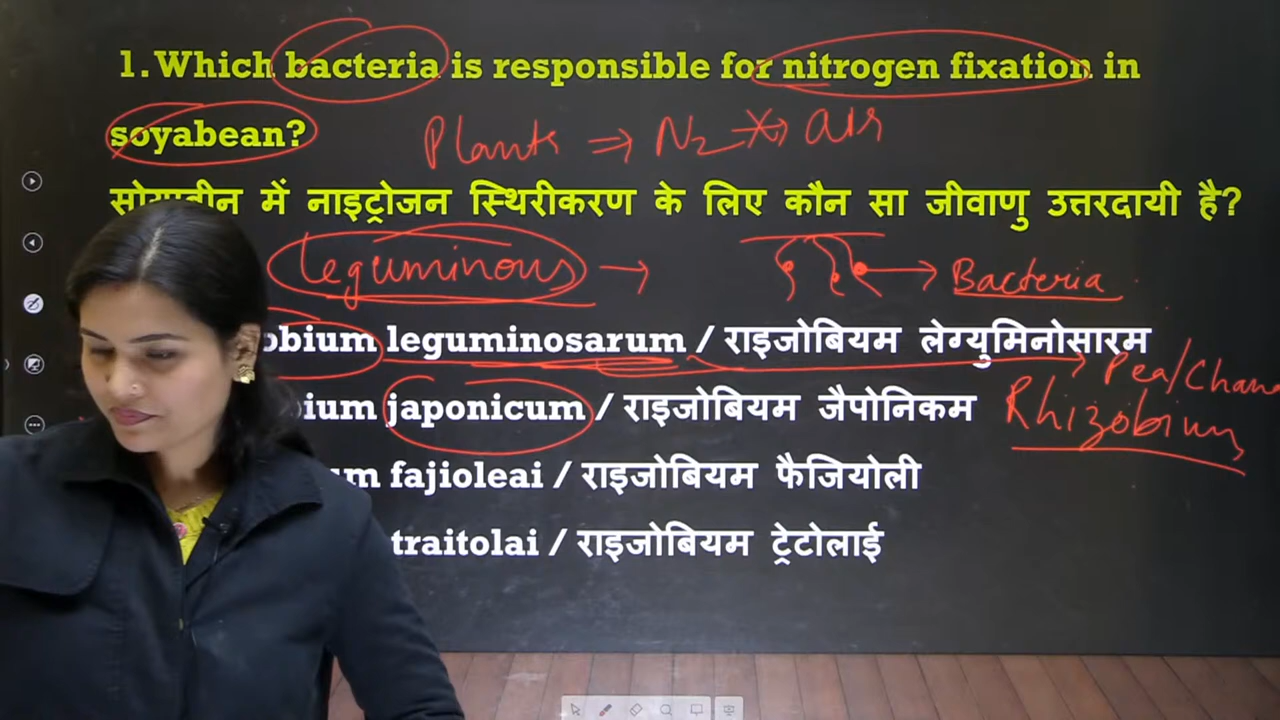 1. Which bacteria is responsible for nitrogen fixation in
soyabean?
Plants ⇒ N2 → air
सोयाबीन में नाइट्रोजन स्थिरीकरण के लिए कौन सा जीवाणु उत्तरदायी है?
leguminous → → Bacteria
obium leguminosarum / राइजोबियम लेग्युमिनोसारम
Pea/Chana
bium japonicum / राइजोबियम जैपोनिकम
Rhizobium
um fajioleai / राइजोबियम फैजियोली
traitolai / राइजोबियम ट्रेटोलाई